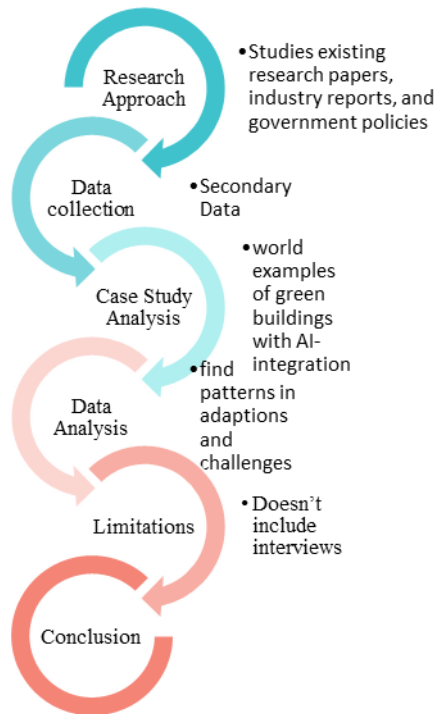 Research
Approach
•Studies existing
research papers,
industry reports, and
government policies
Data
collection
•Secondary
Data
Case Study
Analysis
•world
examples
of green
buildings
with AI-
integration
Data
Analysis
•find
patterns in
adaptions
and
challenges
Limitations
•Doesn’t
include
interviews
Conclusion